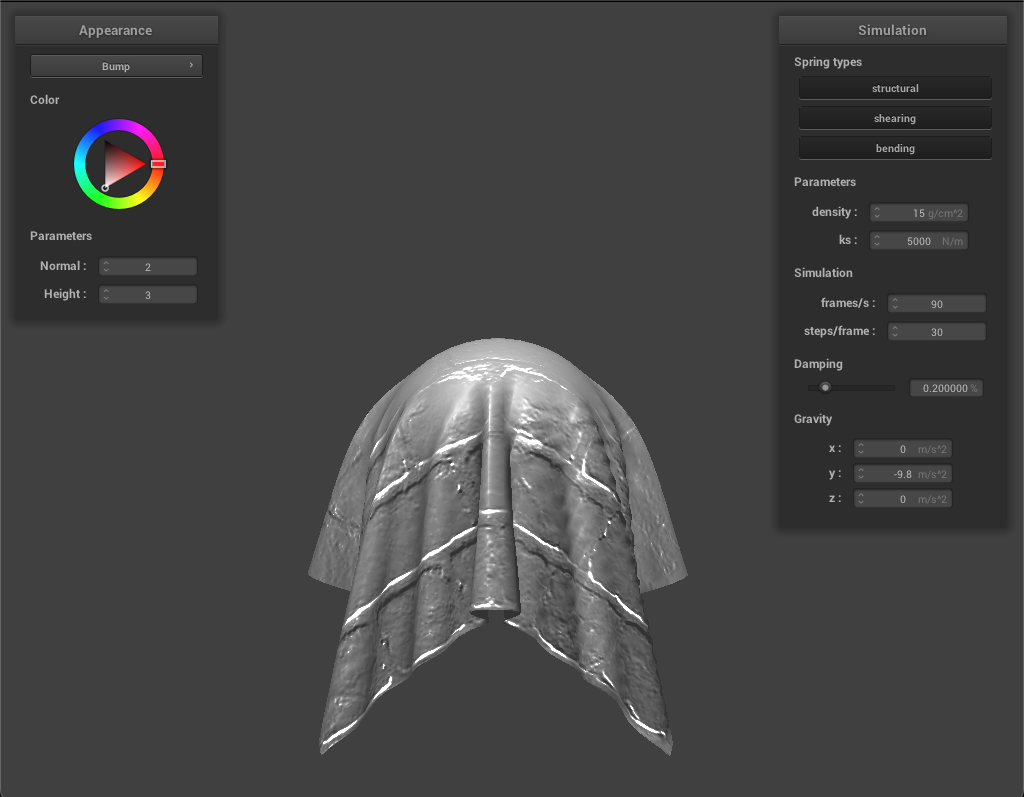 Appearance
Bump ›
Color
Parameters
Normal : 2
Height : 3
Simulation
Spring types
structural
shearing
bending
Parameters
density : 15 g/cm^2
ks : 5000 N/m
Simulation
frames/s : 90
steps/frame : 30
Damping
0.200000 %
Gravity
x : 0 m/s^2
y : -9.8 m/s^2
z : 0 m/s^2